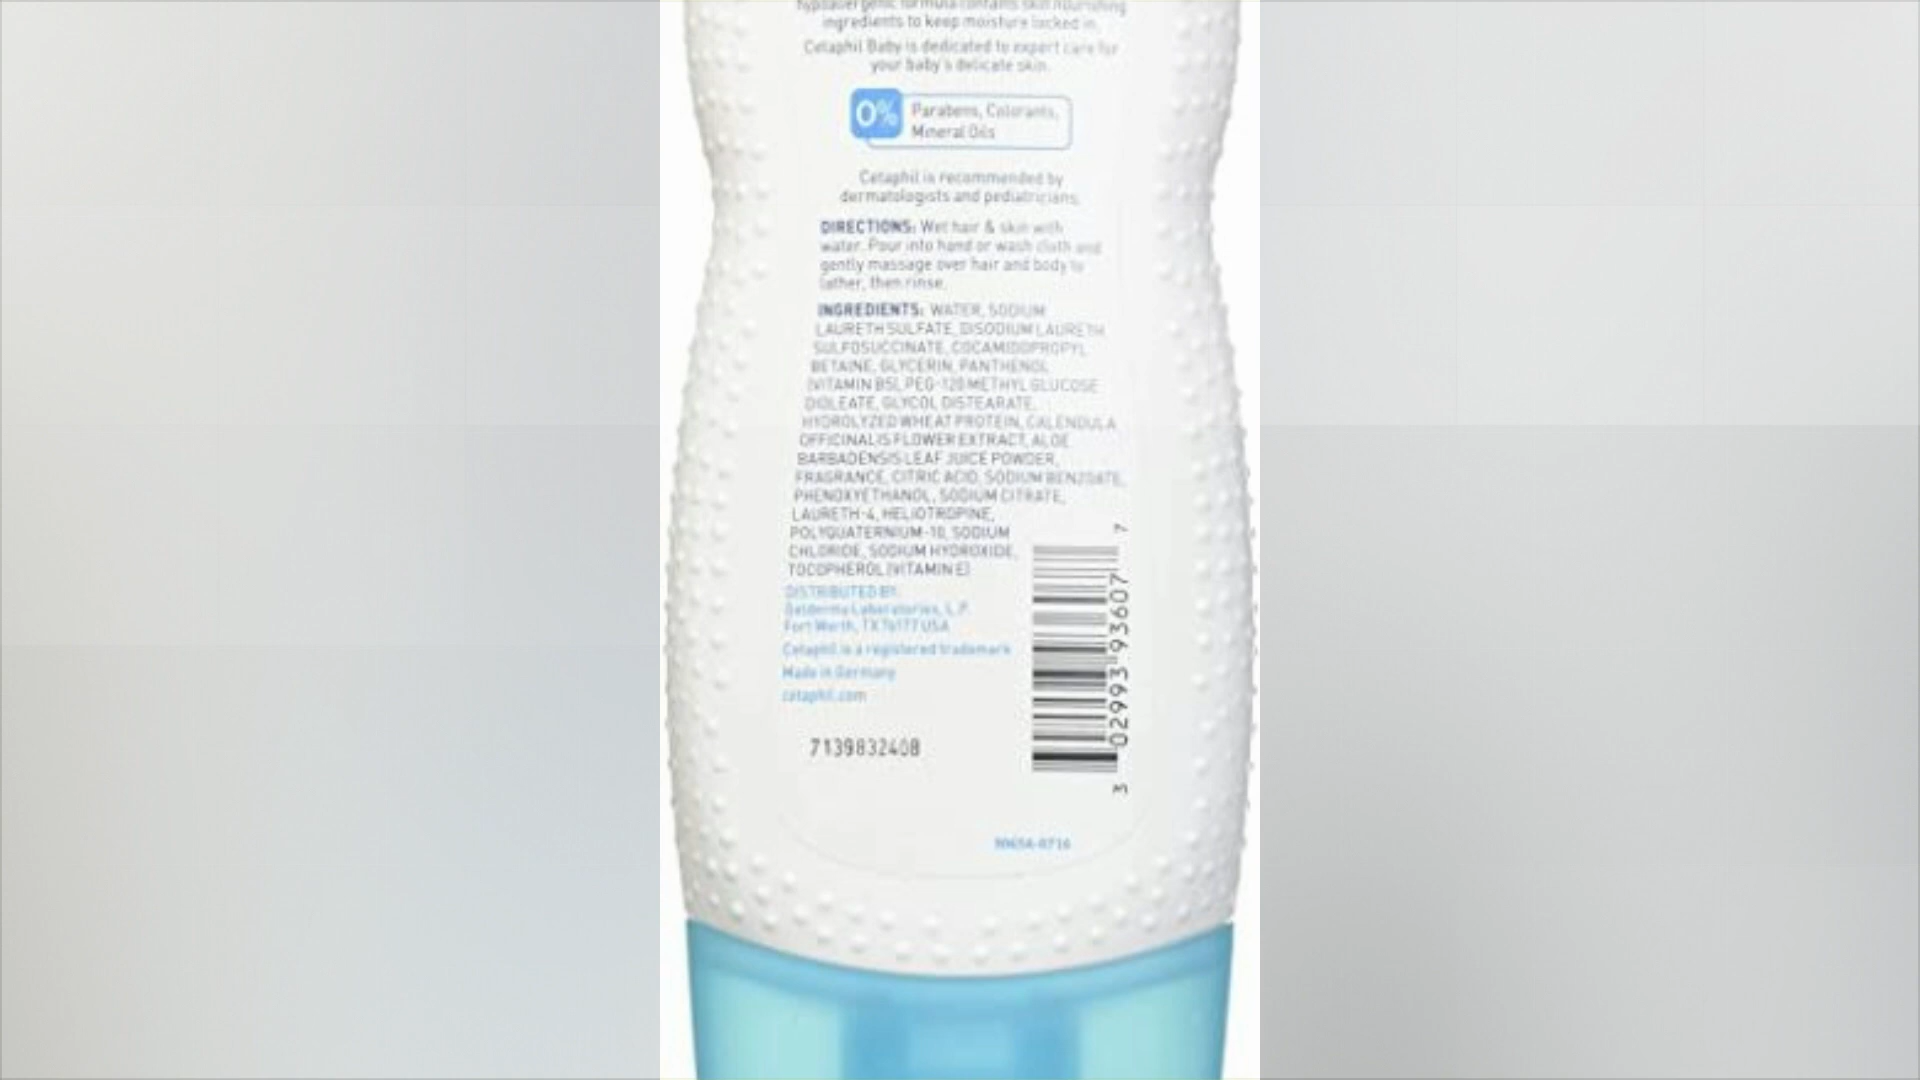 hypoallergenic formula contains skin nourishing
ingredients to keep moisture locked in.
Cetaphil Baby is dedicated to expert care for
your baby's delicate skin.
0% Parabens, Colorants,
Mineral Oils
Cetaphil is recommended by
dermatologists and pediatricians.
DIRECTIONS: Wet hair & skin with
water. Pour into hand or wash cloth and
gently massage over hair and body to
lather, then rinse.
INGREDIENTS: WATER, SODIUM
LAURETH SULFATE, DISODIUM LAURETH
SULFOSUCCINATE, COCAMIDOPROPYL
BETAINE, GLYCERIN, PANTHENOL
(VITAMIN B5), PEG-120 METHYL GLUCOSE
DIOLEATE, GLYCOL DISTEARATE,
HYDROLYZED WHEAT PROTEIN, CALENDULA
OFFICINALIS FLOWER EXTRACT, ALOE
BARBADENSIS LEAF JUICE POWDER,
FRAGRANCE, CITRIC ACID, SODIUM BENZOATE,
PHENOXYETHANOL, SODIUM CITRATE,
LAURETH-4, HELIOTROPINE,
POLYQUATERNIUM-10, SODIUM
CHLORIDE, SODIUM HYDROXIDE,
TOCOPHEROL (VITAMIN E)
DISTRIBUTED BY:
Galderma Laboratories, L.P.
Fort Worth, TX 76177 USA
Cetaphil is a registered trademark
Made in Germany
cetaphil.com
7139832408
3 02993 93607 7